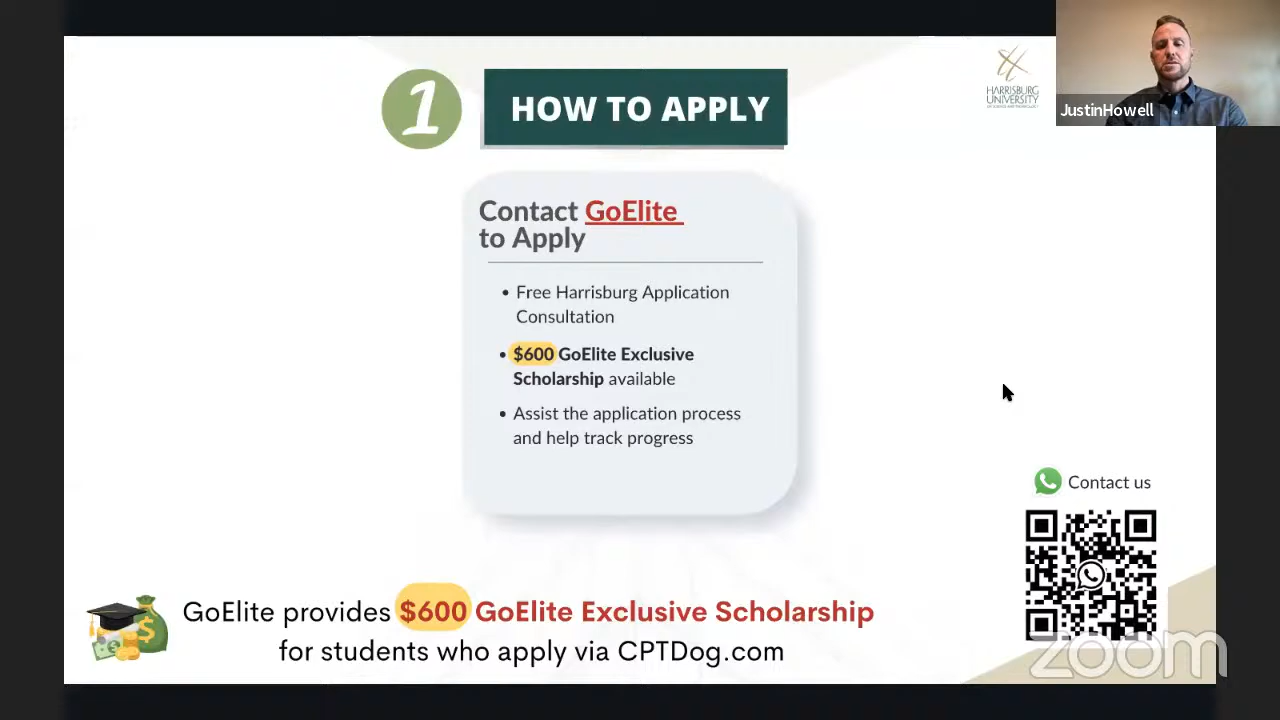 1
HOW TO APPLY
HARRISBURG
UNIVERSITY
JustinHowell
Contact GoElite
to Apply
• Free Harrisburg Application
Consultation
• $600 GoElite Exclusive
Scholarship available
• Assist the application process
and help track progress
Contact us
GoElite provides $600 GoElite Exclusive Scholarship
for students who apply via CPTDog.com
zoom